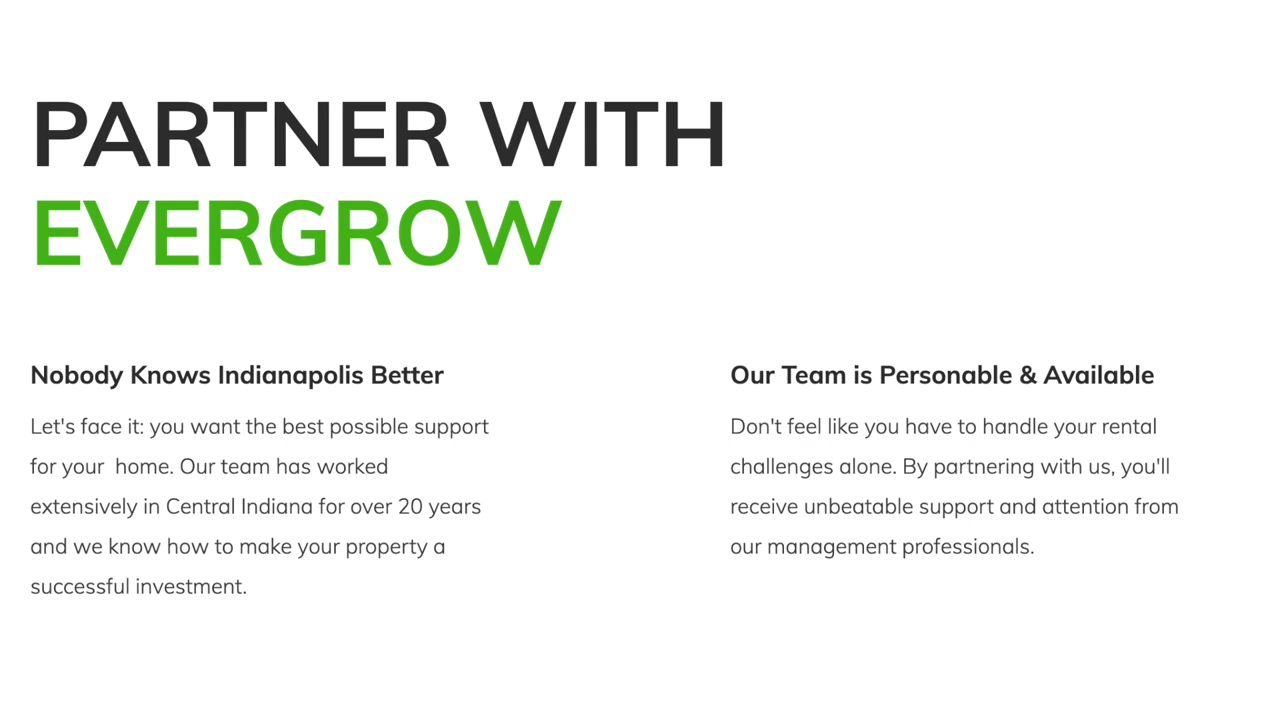 PARTNER WITH
EVERGROW
Nobody Knows Indianapolis Better
Let's face it: you want the best possible support
for your  home. Our team has worked
extensively in Central Indiana for over 20 years
and we know how to make your property a
successful investment.
Our Team is Personable & Available
Don't feel like you have to handle your rental
challenges alone. By partnering with us, you'll
receive unbeatable support and attention from
our management professionals.